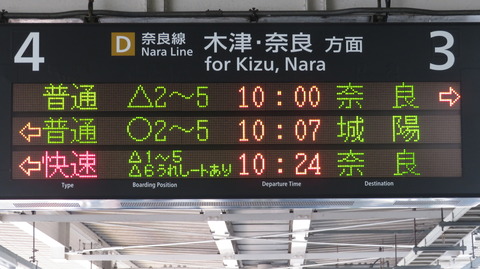 4 D 奈良線 木津・奈良 方面 3
Nara Line for Kizu, Nara
普通 △2〜5 10:00 奈良 ⇨
⇦ 普通 ○2〜5 10:07 城陽
⇦ 快速 △1〜5 10:24 奈良
△6うれしートあり
Type Boarding Position Departure Time Destination